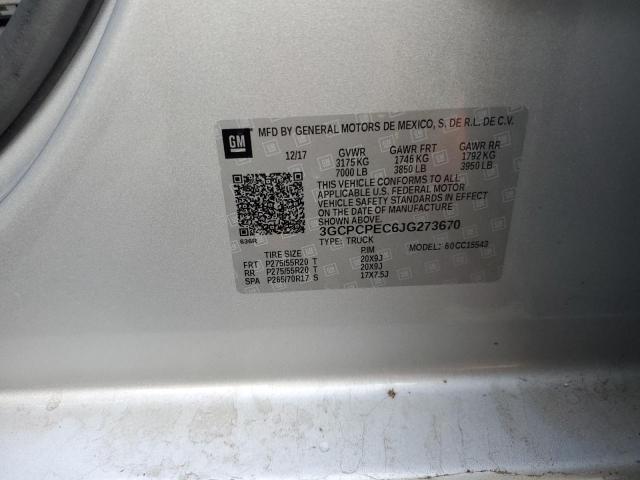 GM
MFD BY GENERAL MOTORS DE MEXICO, S. DE R.L. DE C.V.
12/17 GVWR GAWR FRT GAWR RR
3175 KG 1746 KG 1792 KG
7000 LB 3850 LB 3950 LB
THIS VEHICLE CONFORMS TO ALL
APPLICABLE U.S. FEDERAL MOTOR
VEHICLE SAFETY STANDARDS IN
EFFECT ON THE DATE OF
MANUFACTURE SHOWN ABOVE.
3GCPCPEC6JG273670
TYPE: TRUCK MODEL: 60CC15543
TIRE SIZE RIM
FRT P275/55R20 T 20X9J
RR P275/55R20 T 20X9J
SPA P265/70R17 S 17X7.5J